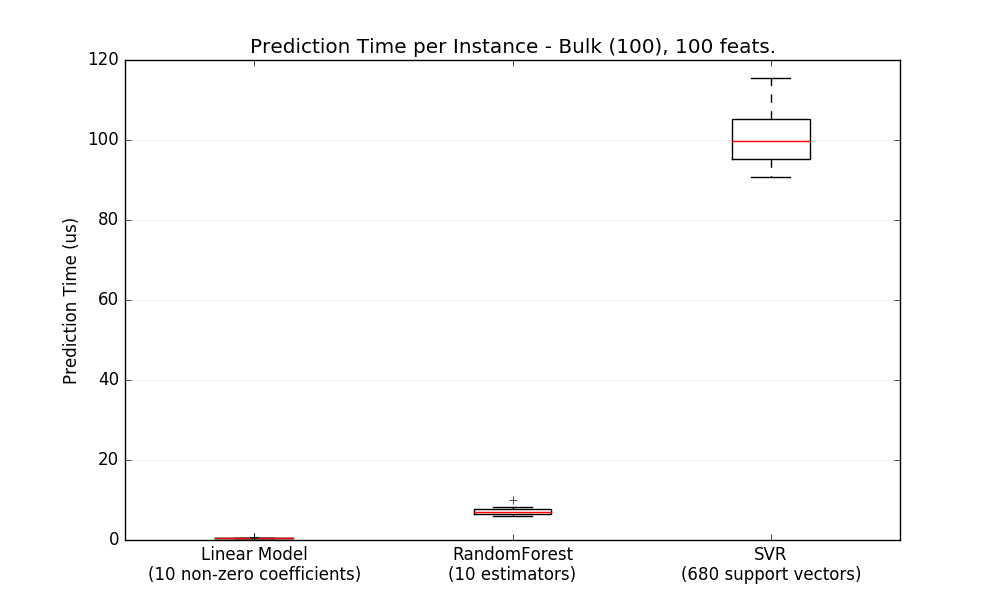 Prediction Time per Instance - Bulk (100), 100 feats.
120
100
80
60
40
20
0
Prediction Time (us)
Linear Model
(10 non-zero coefficients)
RandomForest
(10 estimators)
SVR
(680 support vectors)